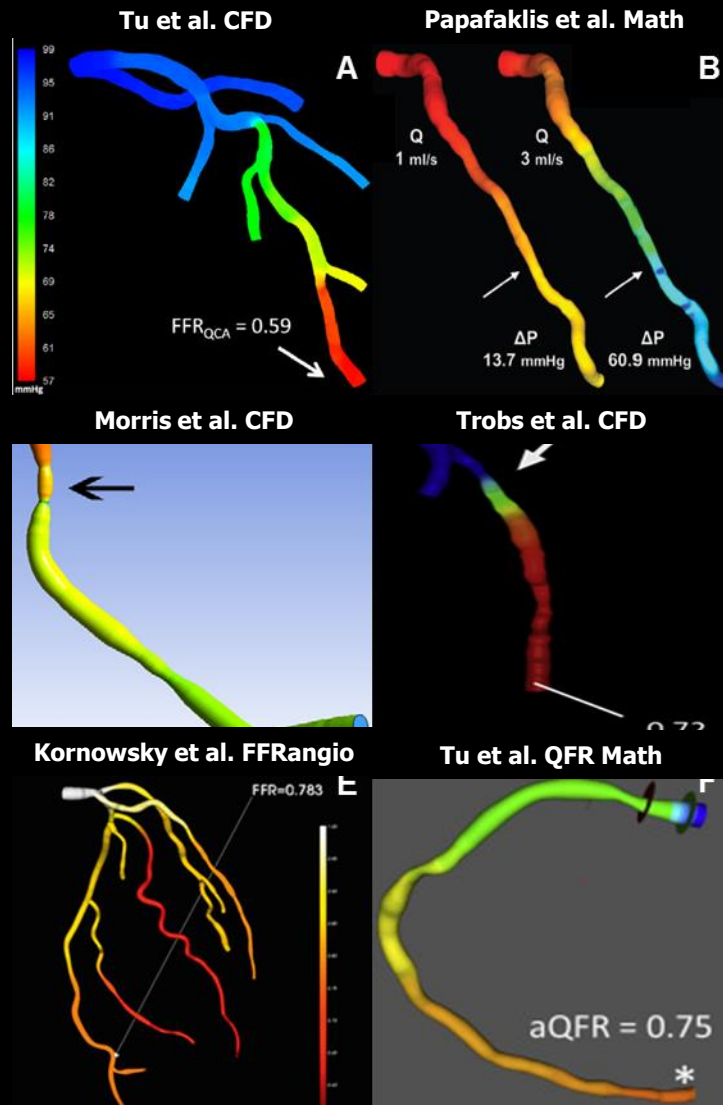 Tu et al. CFD
Papafaklis et al. Math
99
95
91
86
82
78
74
69
65
61
57
mmHg
A
FFRQCA = 0.59
B
Q
1 ml/s
Q
3 ml/s
ΔP
13.7 mmHg
ΔP
60.9 mmHg
Morris et al. CFD
Trobs et al. CFD
Kornowsky et al. FFRangio
Tu et al. QFR Math
FFR=0.783
E
aQFR = 0.75
*